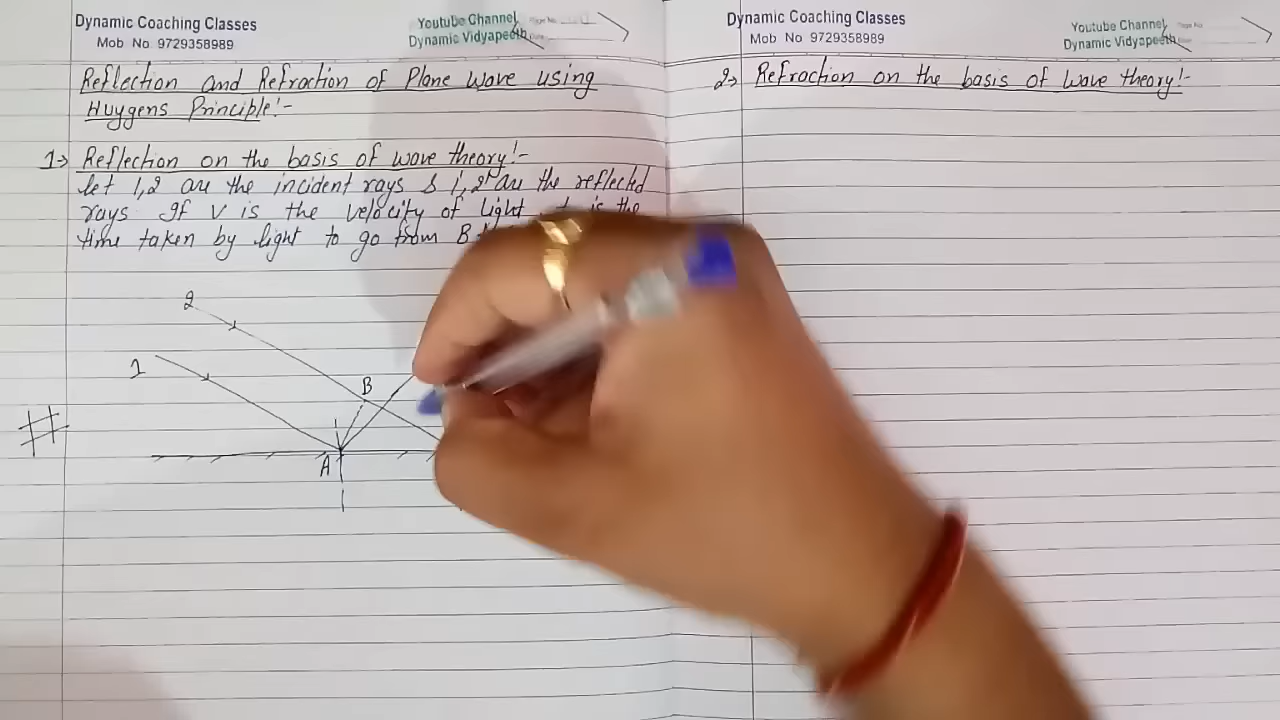 Dynamic Coaching Classes
Mob No 9729358989
Youtube Channel
Dynamic Vidyapeeth
Reflection and Refraction of Plane wave using
Huygens Principle!-
1→ Reflection on the basis of wave theory!-
let 1,2 are the incident rays & 1', 2' are the reflected
rays. If V is the velocity of light, t is the
time taken by light to go from B
2
1
B
A
#
Dynamic Coaching Classes
Mob No 9729358989
Youtube Channel
Dynamic Vidyapeeth
2→ Refraction on the basis of wave theory!-